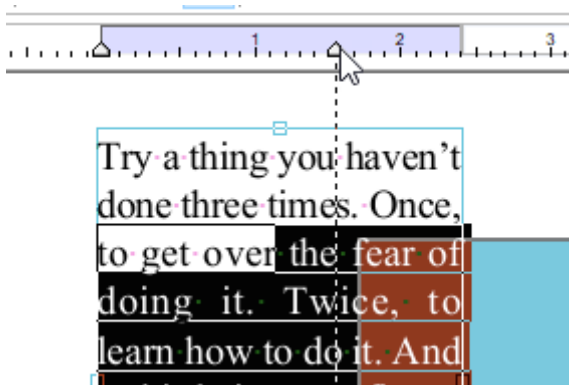 1 2 3
Try a thing you haven't
done three times. Once,
to get over the fear of
doing it. Twice, to
learn how to do it. And